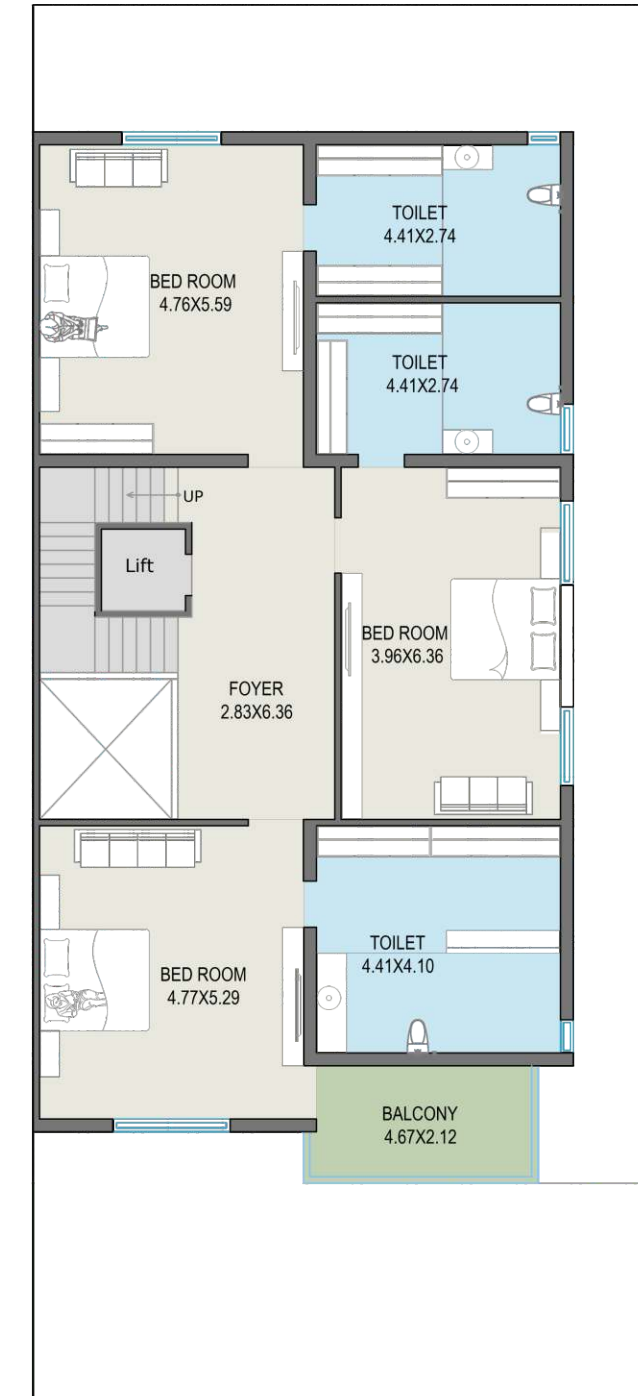 TOILET
4.41X2.74
BED ROOM
4.76X5.59
TOILET
4.41X2.74
UP
Lift
BED ROOM
3.96X6.36
FOYER
2.83X6.36
TOILET
4.41X4.10
BED ROOM
4.77X5.29
BALCONY
4.67X2.12